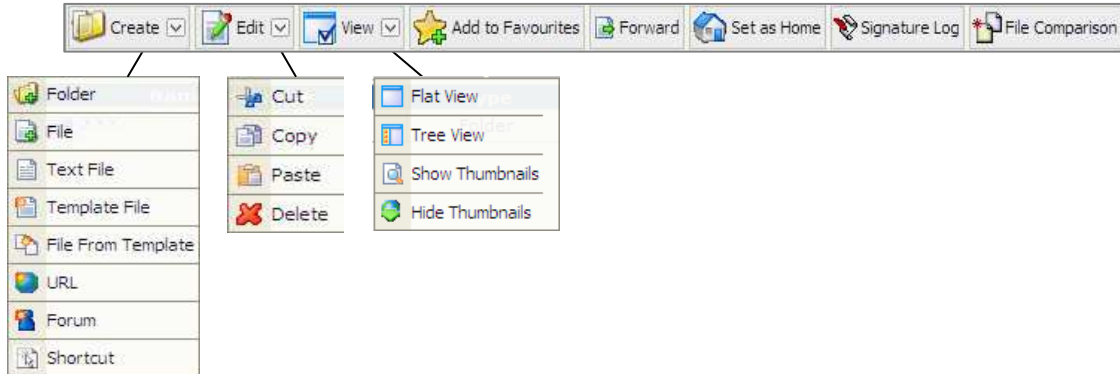 Create Edit View Add to Favourites Forward Set as Home Signature Log File Comparison
Folder
File
Text File
Template File
File From Template
URL
Forum
Shortcut
Cut
Copy
Paste
Delete
Flat View
Tree View
Show Thumbnails
Hide Thumbnails